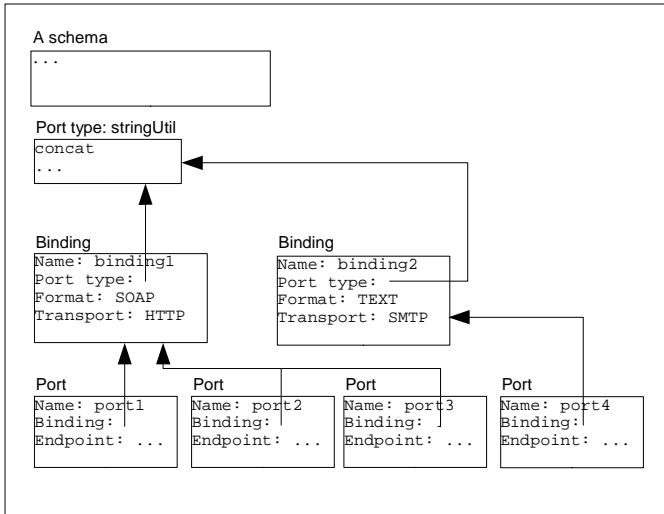 A schema
...
Port type: stringUtil
concat
...
Binding
Name: binding1
Port type:
Format: SOAP
Transport: HTTP
Binding
Name: binding2
Port type:
Format: TEXT
Transport: SMTP
Port
Name: port1
Binding:
Endpoint: ...
Port
Name: port2
Binding:
Endpoint: ...
Port
Name: port3
Binding:
Endpoint: ...
Port
Name: port4
Binding:
Endpoint: ...